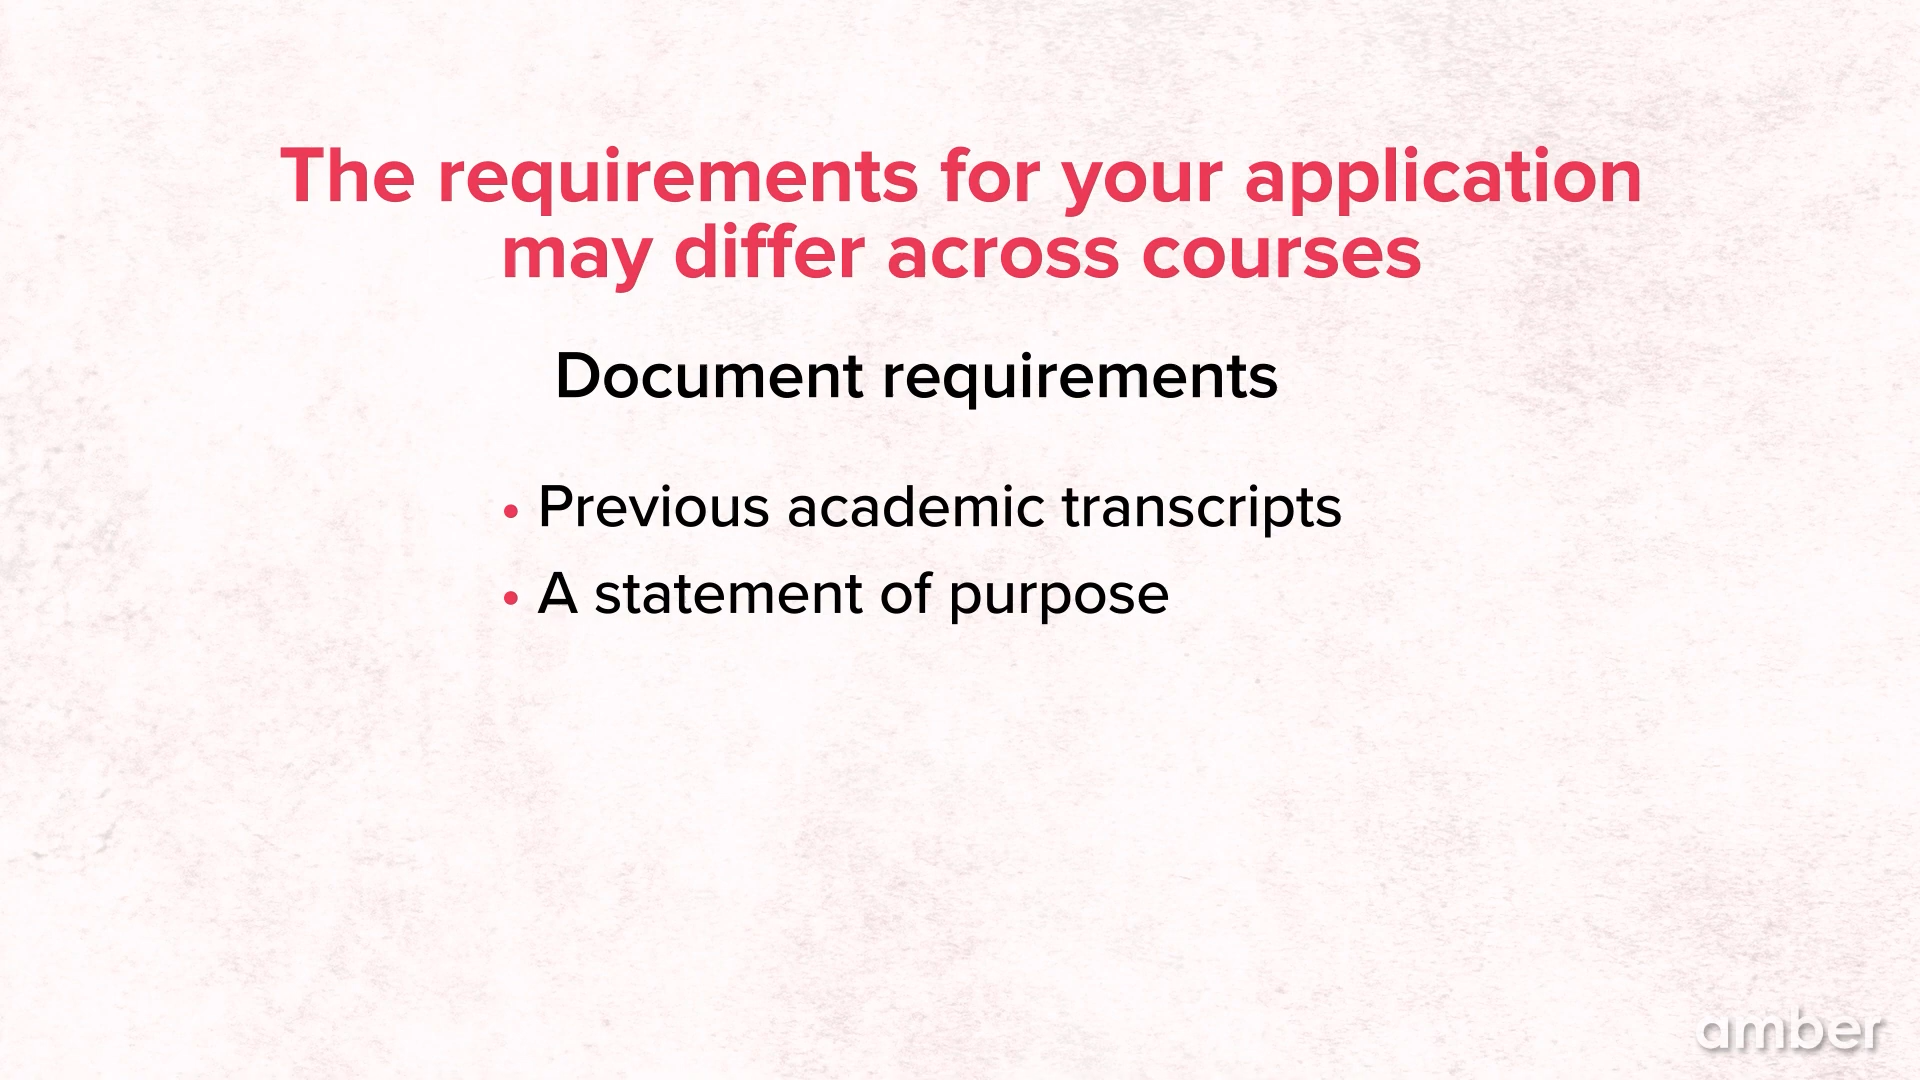 The requirements for your application
may differ across courses
Document requirements
• Previous academic transcripts
• A statement of purpose
amber